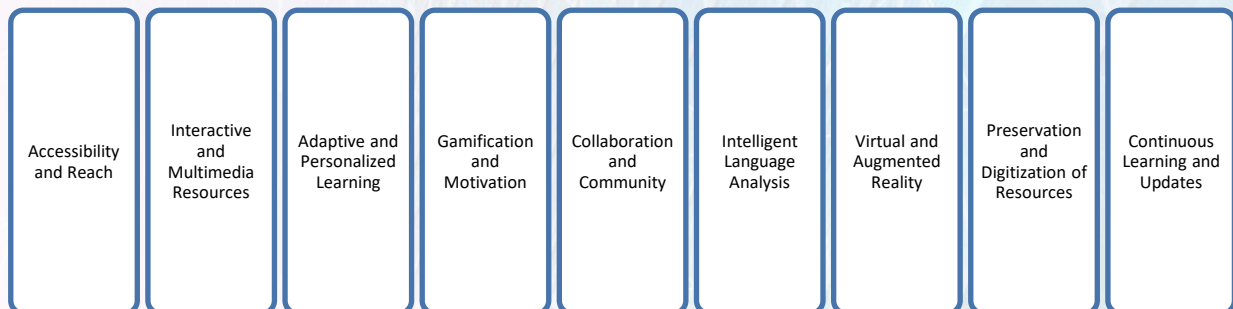 Accessibility
and Reach
Interactive
and
Multimedia
Resources
Adaptive and
Personalized
Learning
Gamification
and
Motivation
Collaboration
and
Community
Intelligent
Language
Analysis
Virtual and
Augmented
Reality
Preservation
and
Digitization of
Resources
Continuous
Learning and
Updates